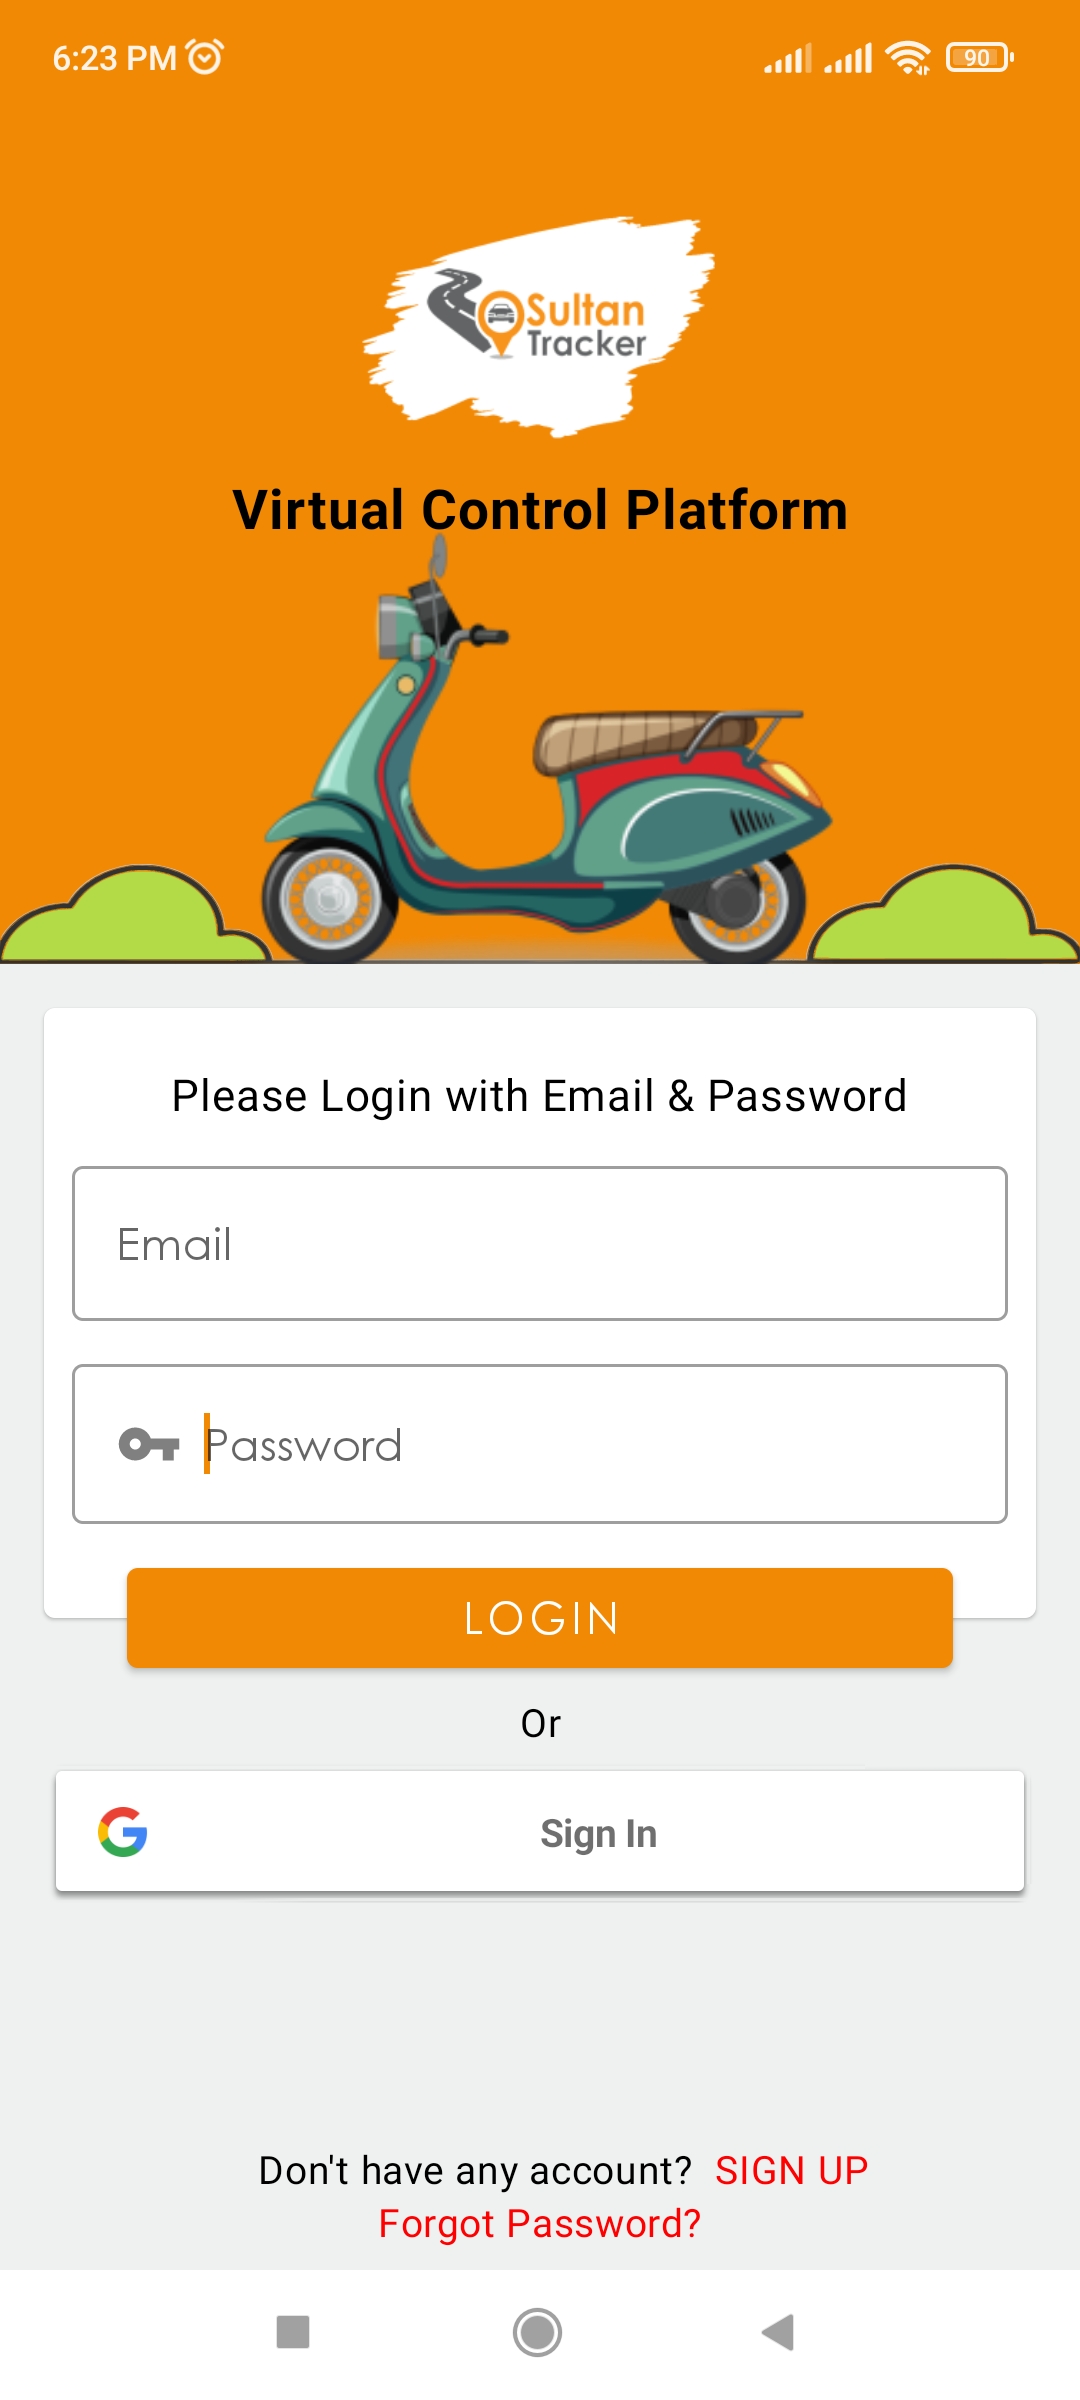 6:23 PM
90
Sultan
Tracker
Virtual Control Platform
Please Login with Email & Password
Email
Password
LOGIN
Or
Sign In
Don't have any account? SIGN UP
Forgot Password?